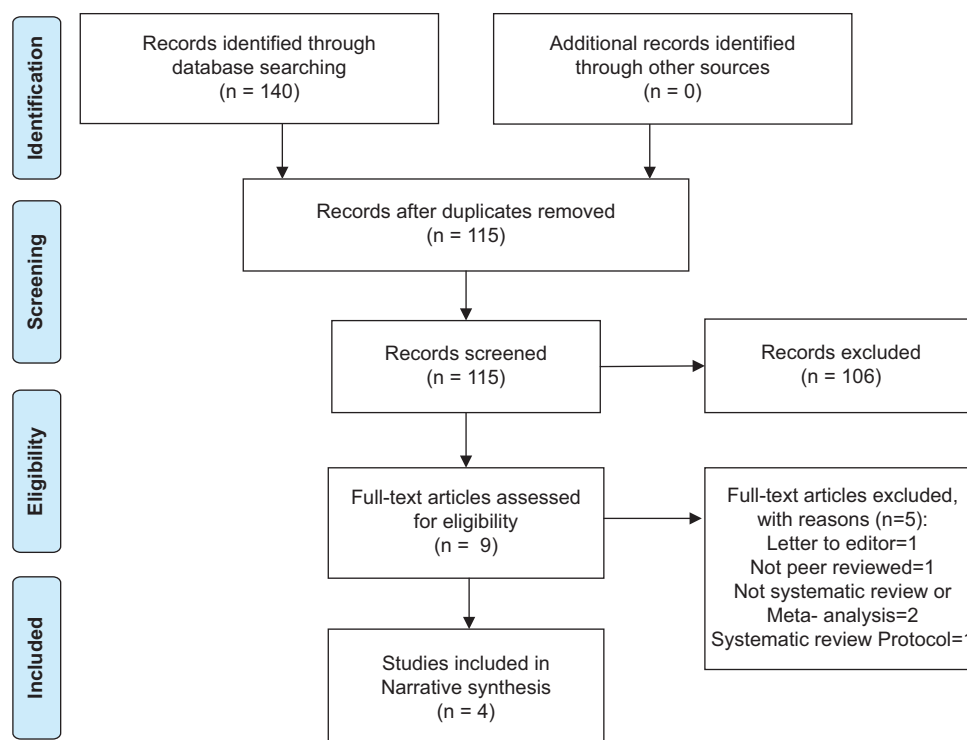 Identification
Records identified through
database searching
(n = 140)
Additional records identified
through other sources
(n = 0)
Screening
Records after duplicates removed
(n = 115)
Records screened
(n = 115)
Records excluded
(n = 106)
Eligibility
Full-text articles assessed
for eligibility
(n = 9)
Full-text articles excluded,
with reasons (n=5):
Letter to editor=1
Not peer reviewed=1
Not systematic review or
Meta- analysis=2
Systematic review Protocol=1
Included
Studies included in
Narrative synthesis
(n = 4)